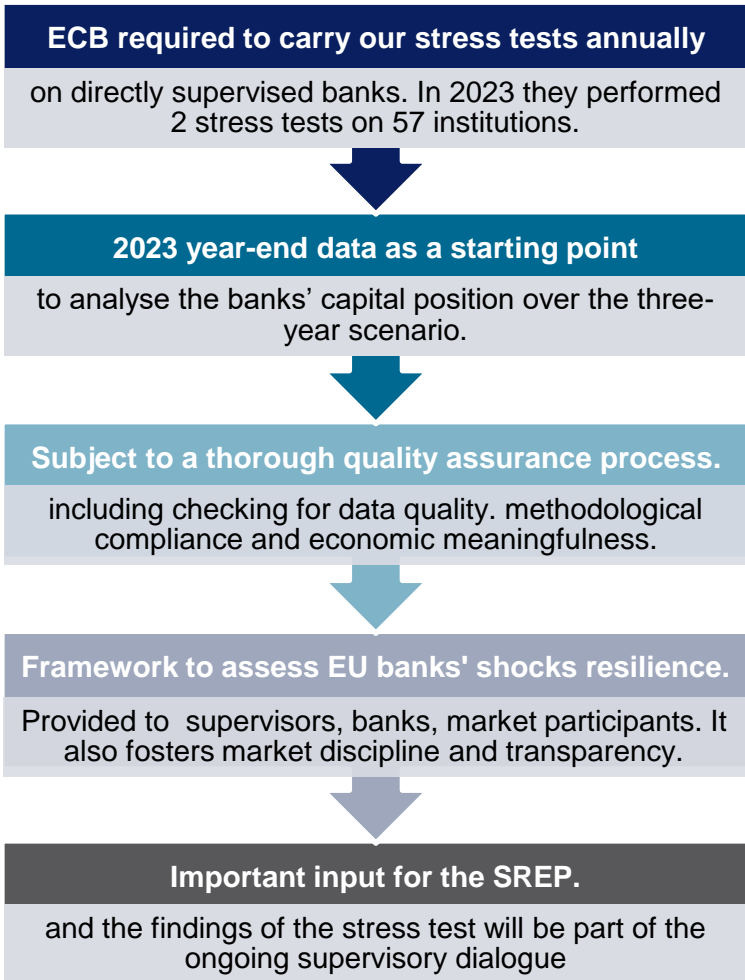 ECB required to carry our stress tests annually
on directly supervised banks. In 2023 they performed
2 stress tests on 57 institutions.
2023 year-end data as a starting point
to analyse the banks’ capital position over the three-
year scenario.
Subject to a thorough quality assurance process.
including checking for data quality. methodological
compliance and economic meaningfulness.
Framework to assess EU banks' shocks resilience.
Provided to  supervisors, banks, market participants. It
also fosters market discipline and transparency.
Important input for the SREP.
and the findings of the stress test will be part of the
ongoing supervisory dialogue